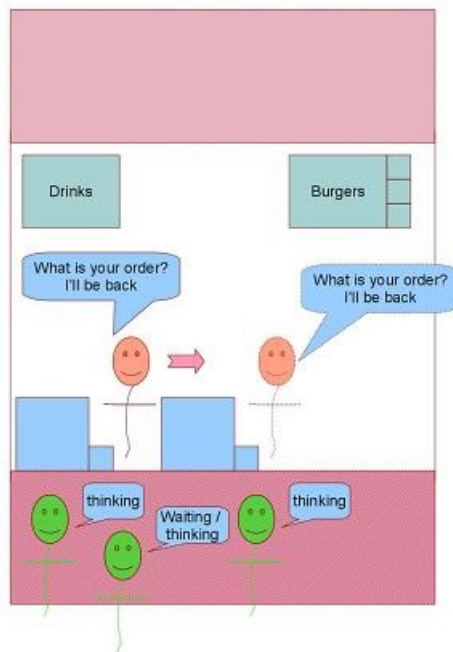 Drinks
Burgers
What is your order?
I'll be back
What is your order?
I'll be back
thinking
Waiting /
thinking
thinking